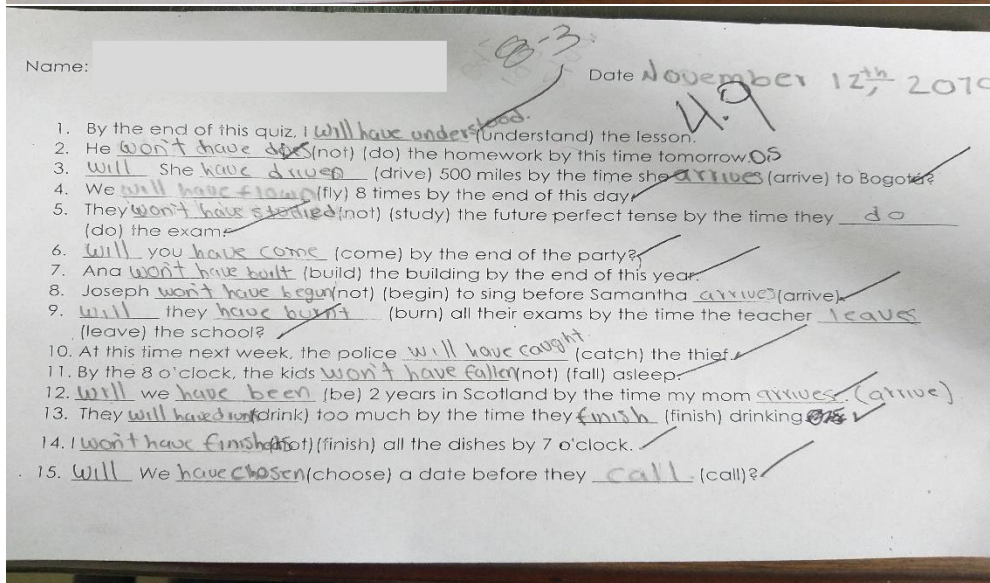 8-3
Name:
Date November 12th, 2019
4.9
1. By the end of this quiz, I will have understood. (understand) the lesson.
2. He won't have does (not) (do) the homework by this time tomorrow. 0.5
3. Will She have driven (drive) 500 miles by the time she arrives (arrive) to Bogotá?
4. We will have flown (fly) 8 times by the end of this day.
5. They won't have studied (not) (study) the future perfect tense by the time they do
(do) the exam.
6. Will you have come (come) by the end of the party?
7. Ana won't have built (build) the building by the end of this year.
8. Joseph won't have begun (not) (begin) to sing before Samantha arrives (arrive).
9. will they have burnt (burn) all their exams by the time the teacher leaves
(leave) the school?
10. At this time next week, the police will have caught (catch) the thief.
11. By the 8 o'clock, the kids won't have fallen (not) (fall) asleep.
12. Will we have been (be) 2 years in Scotland by the time my mom arrives. (arrive)
13. They will have drunk (drink) too much by the time they finish (finish) drinking
14. I won't have finished (not) (finish) all the dishes by 7 o'clock.
15. Will We have chosen (choose) a date before they call. (call)?